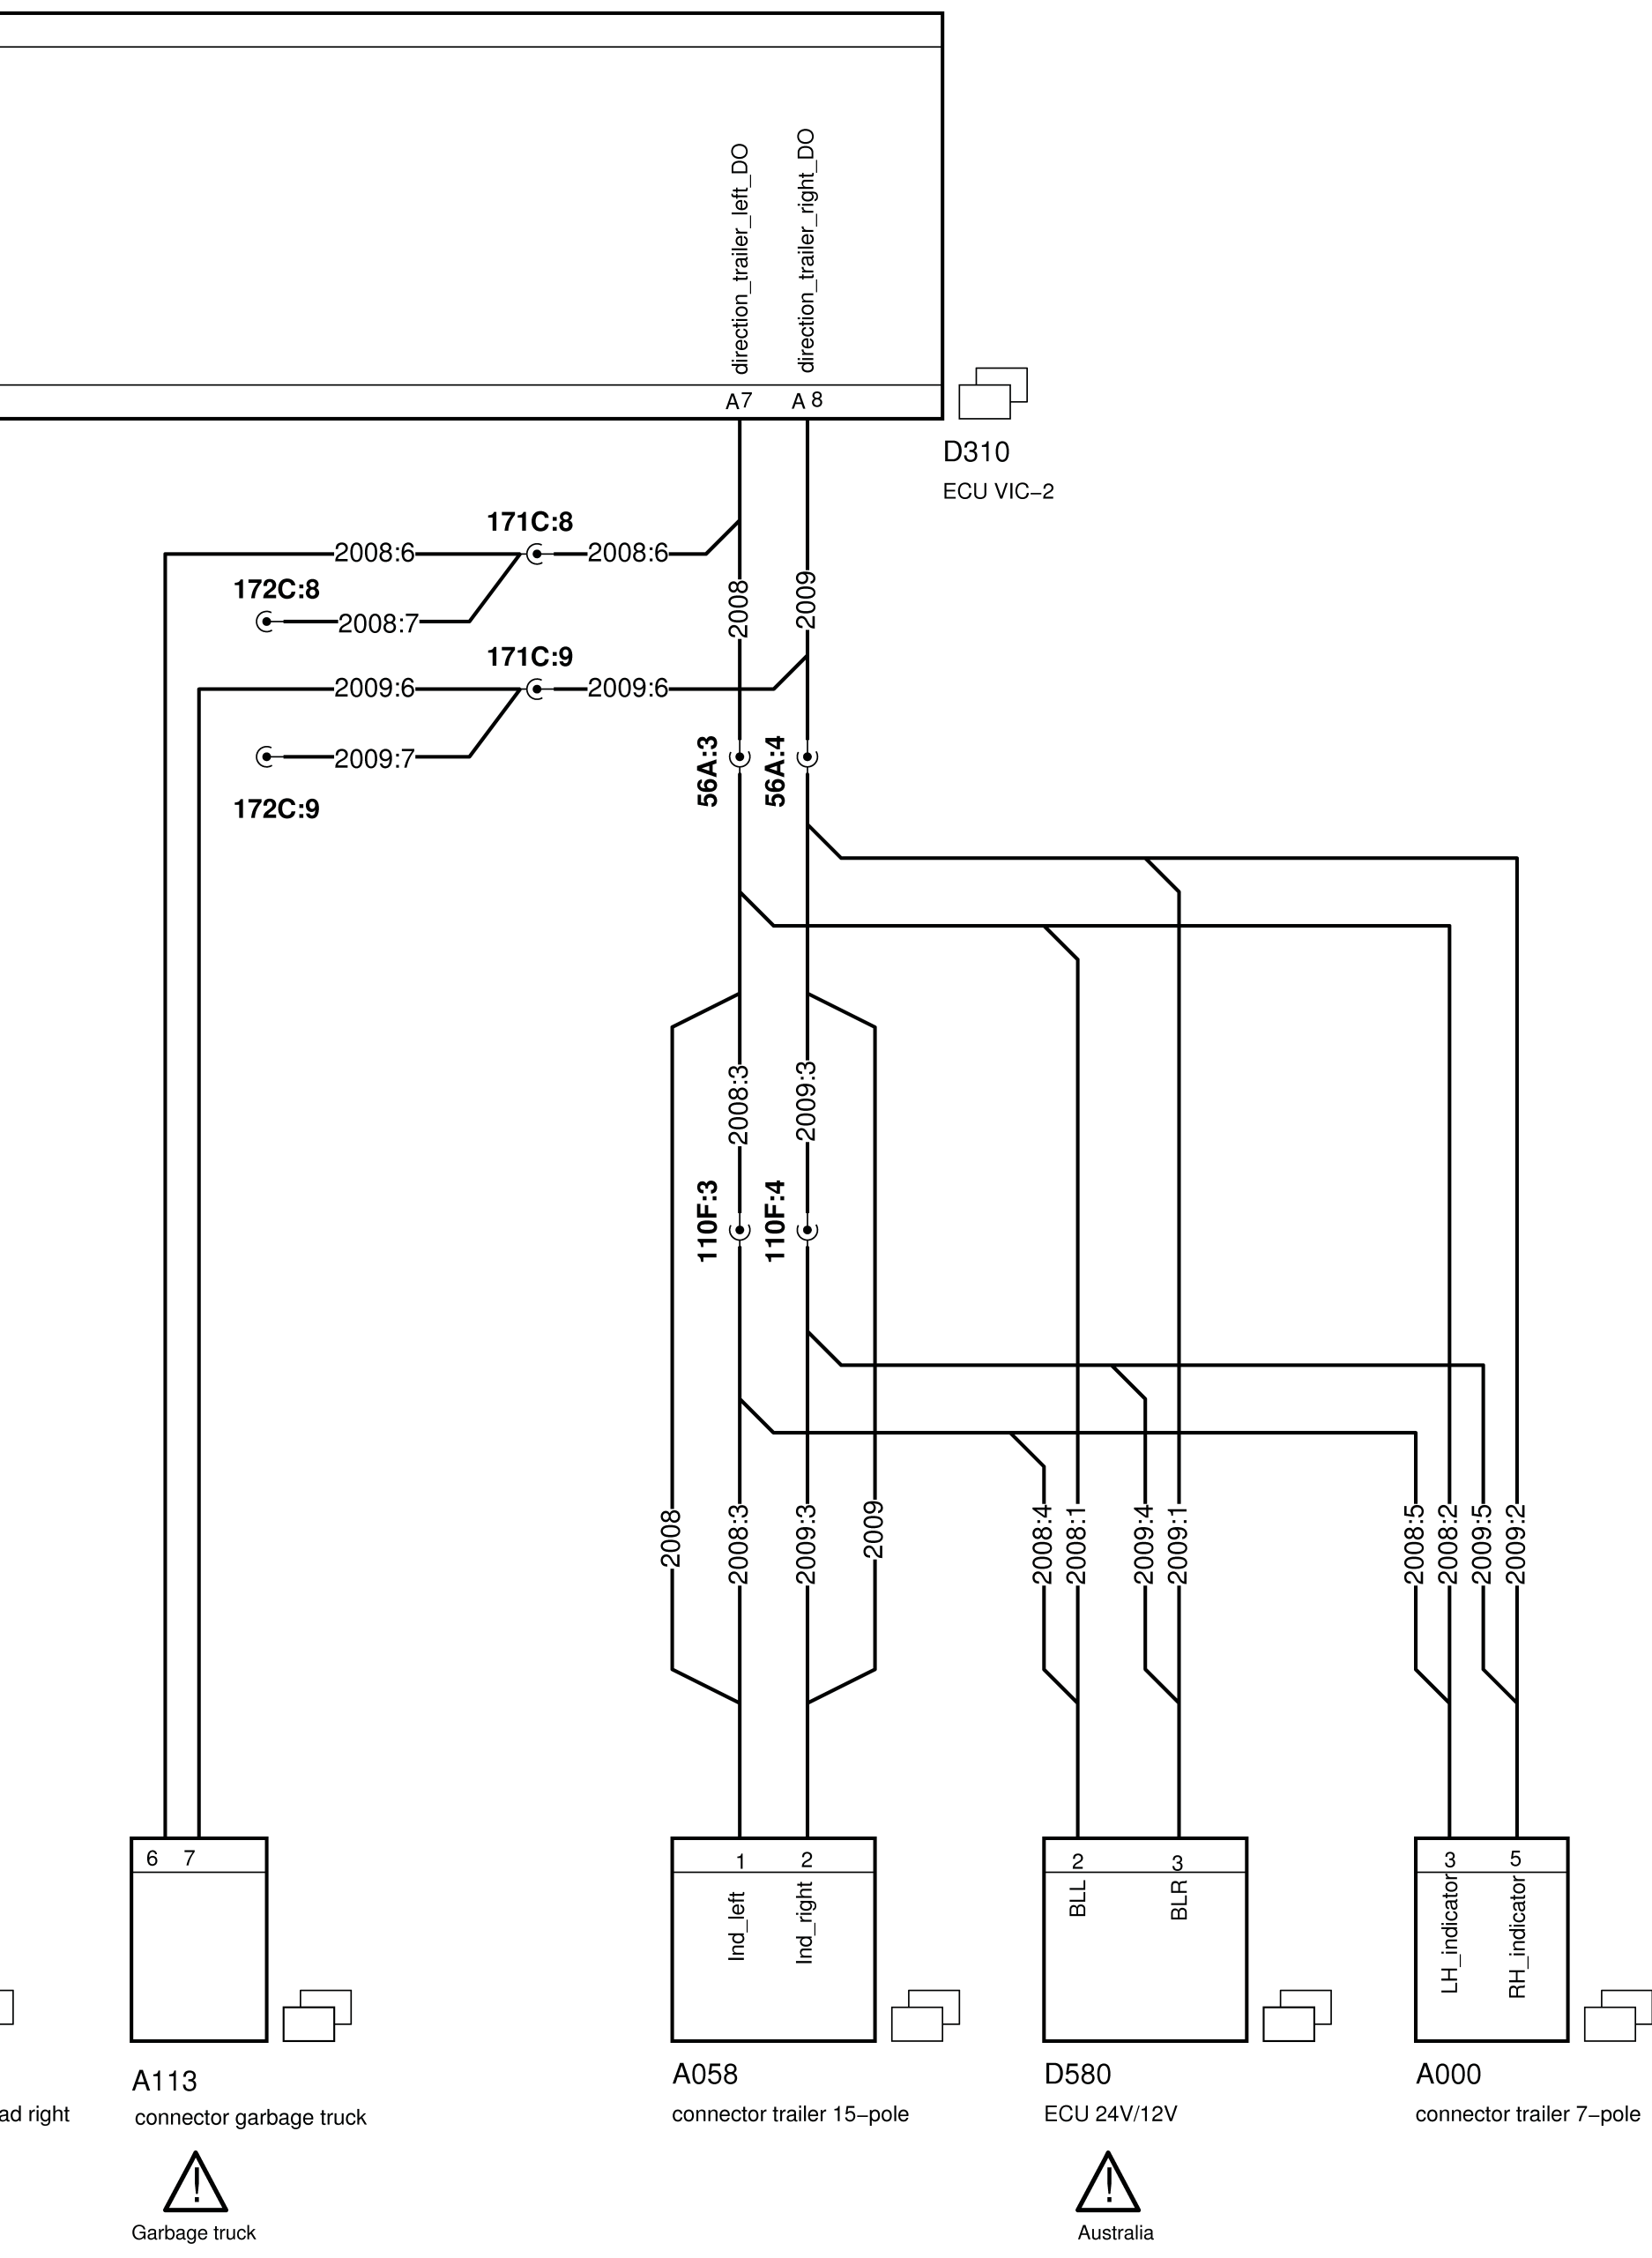 direction_trailer_left_DO
direction_trailer_right_DO
A7
A 8
D310
ECU VIC−2
171C:8
2008:6
2008:6
172C:8
2008:7
2008
2009
171C:9
2009:6
2009:6
56A:3
56A:4
2009:7
172C:9
2008:3
2009:3
110F:3
110F:4
2008
2008:3
2009:3
2009
2008:4
2008:1
2009:4
2009:1
2008:5
2008:2
2009:5
2009:2
6
7
1
2
2
3
3
5
Ind_left
Ind_right
BLL
BLR
LH_indicator
RH_indicator
A113
A058
D580
A000
ad right
connector garbage truck
connector trailer 15−pole
ECU 24V/12V
connector trailer 7−pole
!
!
Garbage truck
Australia